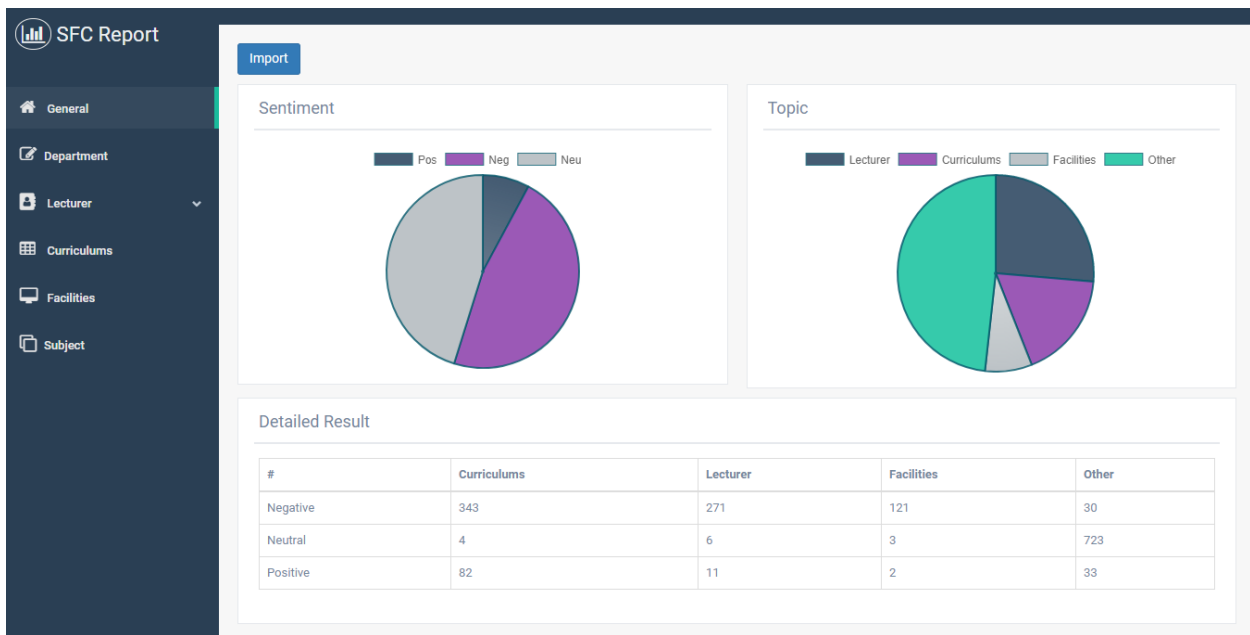 SFC Report
General
Department
Lecturer
Curriculums
Facilities
Subject
Import
Sentiment
Pos Neg Neu
Topic
Lecturer Curriculums Facilities Other
Detailed Result
# Curriculums Lecturer Facilities Other
Negative 343 271 121 30
Neutral 4 6 3 723
Positive 82 11 2 33